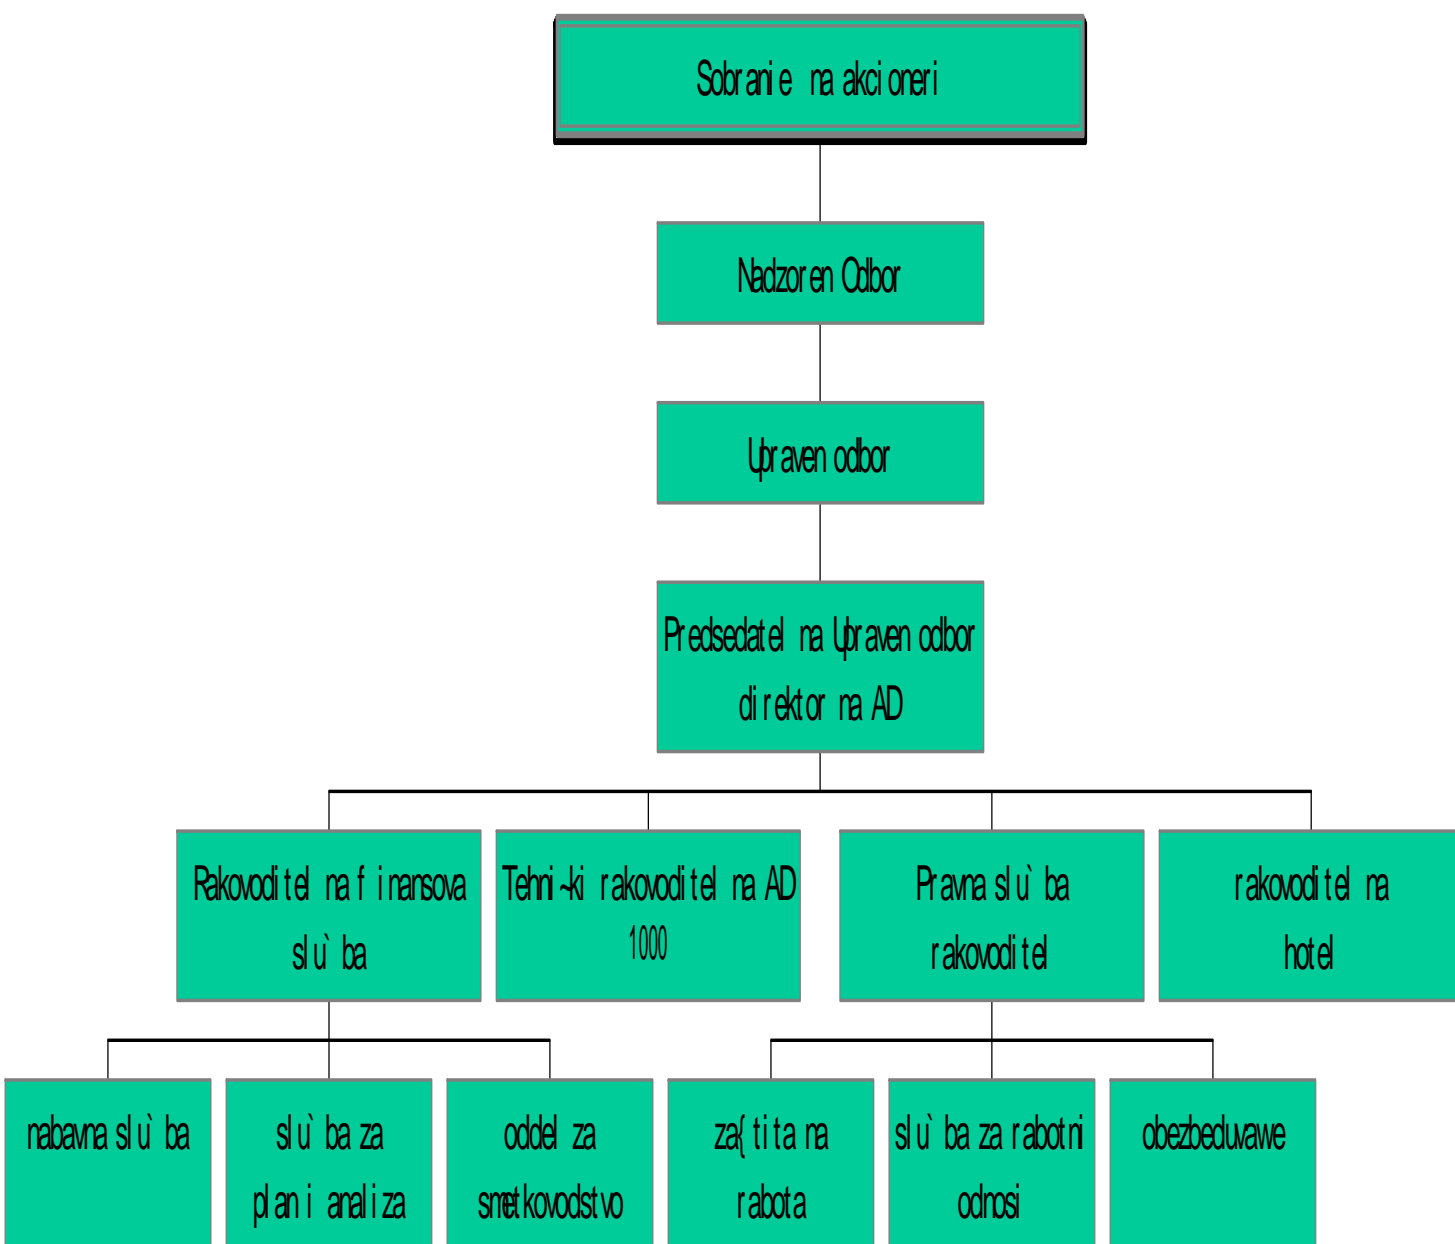 Sobranie na akcioneri
Nadzoren Odbor
Upraven odbor
Predsedatel na Upraven odbor
direktor na AD
Rakovoditel na finansova
slu`ba
Tehni~ki rakovoditel na AD
1000
Pravna slu`ba
rakovoditel
rakovoditel na
hotel
nabavna slu`ba
slu`ba za
plan i analiza
oddel za
smetkovodstvo
za{tita na
rabota
slu`ba za rabotni
odnosi
obezbeduvawe